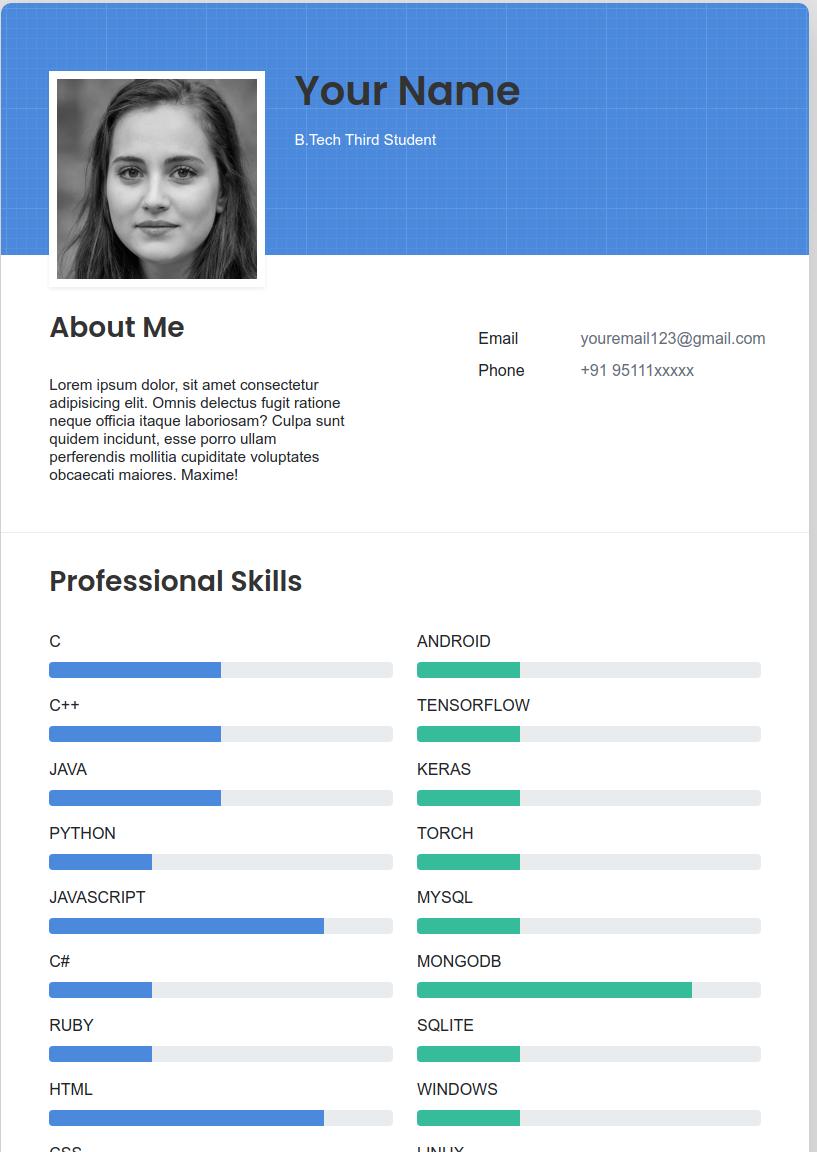 Your Name
B.Tech Third Student
About Me
Lorem ipsum dolor, sit amet consectetur
adipisicing elit. Omnis delectus fugit ratione
neque officia itaque laboriosam? Culpa sunt
quidem incidunt, esse porro ullam
perferendis mollitia cupiditate voluptates
obcaecati maiores. Maxime!
Email youremail123@gmail.com
Phone +91 95111xxxxx
Professional Skills
C
C++
JAVA
PYTHON
JAVASCRIPT
C#
RUBY
HTML
CSS
ANDROID
TENSORFLOW
KERAS
TORCH
MYSQL
MONGODB
SQLITE
WINDOWS
LINUX